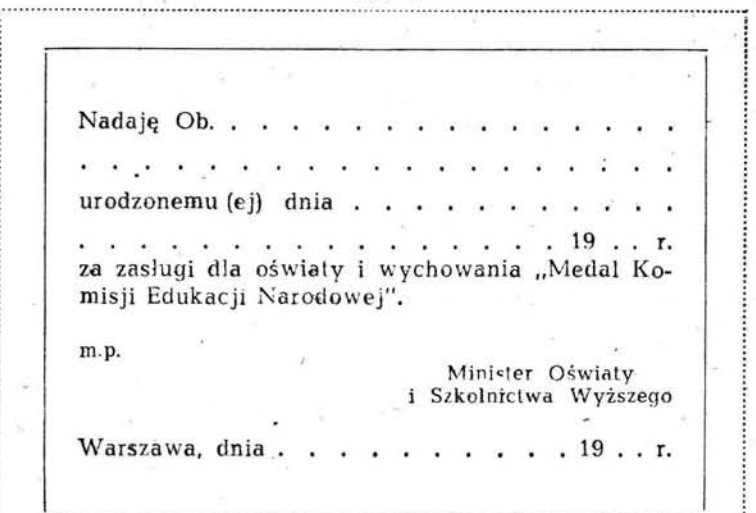 Nadaję Ob. . . . . . . . . . . . . . . . .
. . . . . . . . . . . . . . . . .
urodzonemu (ej) dnia . . . . . . . . . . .
. . . . . . . . . . . . . . 19 . . r.
za zasługi dla oświaty i wychowania „Medal Ko-
misji Edukacji Narodowej".
m.p.
Minister Oświaty
i Szkolnictwa Wyższego
Warszawa, dnia . . . . . . . . . . 19 . . r.